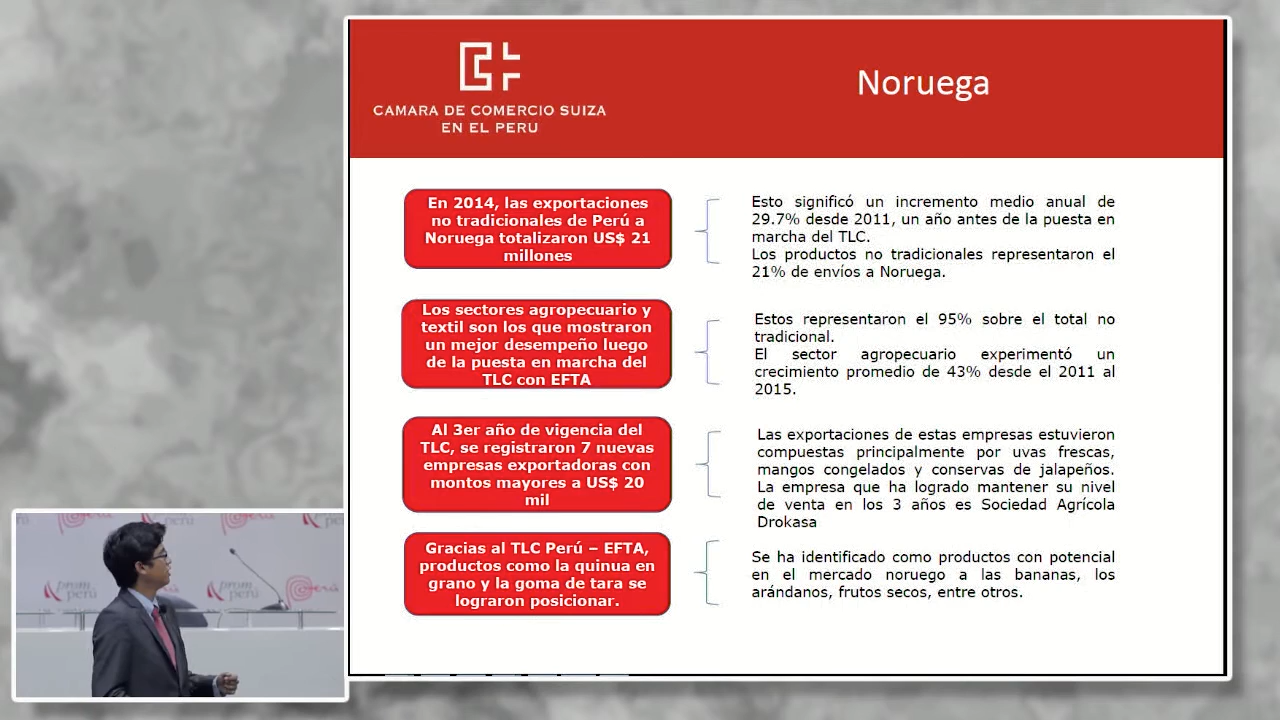 CAMARA DE COMERCIO SUIZA
EN EL PERU
Noruega
En 2014, las exportaciones
no tradicionales de Perú a
Noruega totalizaron US$ 21
millones
Esto significó un incremento medio anual de
29.7% desde 2011, un año antes de la puesta en
marcha del TLC.
Los productos no tradicionales representaron el
21% de envíos a Noruega.
Los sectores agropecuario y
textil son los que mostraron
un mejor desempeño luego
de la puesta en marcha del
TLC con EFTA
Estos representaron el 95% sobre el total no
tradicional.
El sector agropecuario experimentó un
crecimiento promedio de 43% desde el 2011 al
2015.
Al 3er año de vigencia del
TLC, se registraron 7 nuevas
empresas exportadoras con
montos mayores a US$ 20
mil
Las exportaciones de estas empresas estuvieron
compuestas principalmente por uvas frescas,
mangos congelados y conservas de jalapeños.
La empresa que ha logrado mantener su nivel
de venta en los 3 años es Sociedad Agrícola
Drokasa
Gracias al TLC Perú – EFTA,
productos como la quinua en
grano y la goma de tara se
lograron posicionar.
Se ha identificado como productos con potencial
en el mercado noruego a las bananas, los
arándanos, frutos secos, entre otros.
prom
perú
Perú